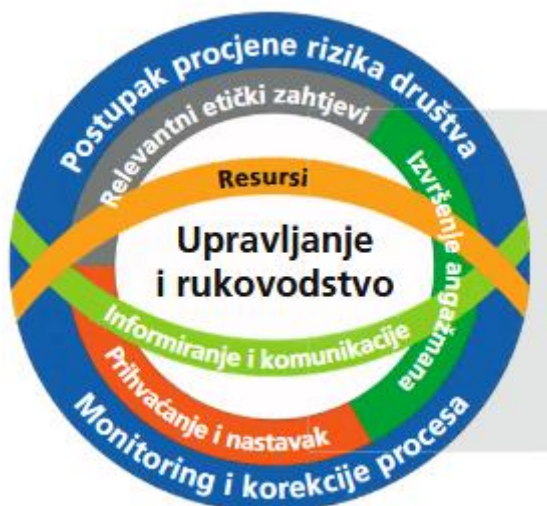 Postupak procjene rizika društva
Relevantni etički zahtjevi
Izvršenje angažmana
Resursi
Upravljanje
i rukovodstvo
Informiranje i komunikacije
Prihvaćanje i nastavak
Monitoring i korekcije procesa